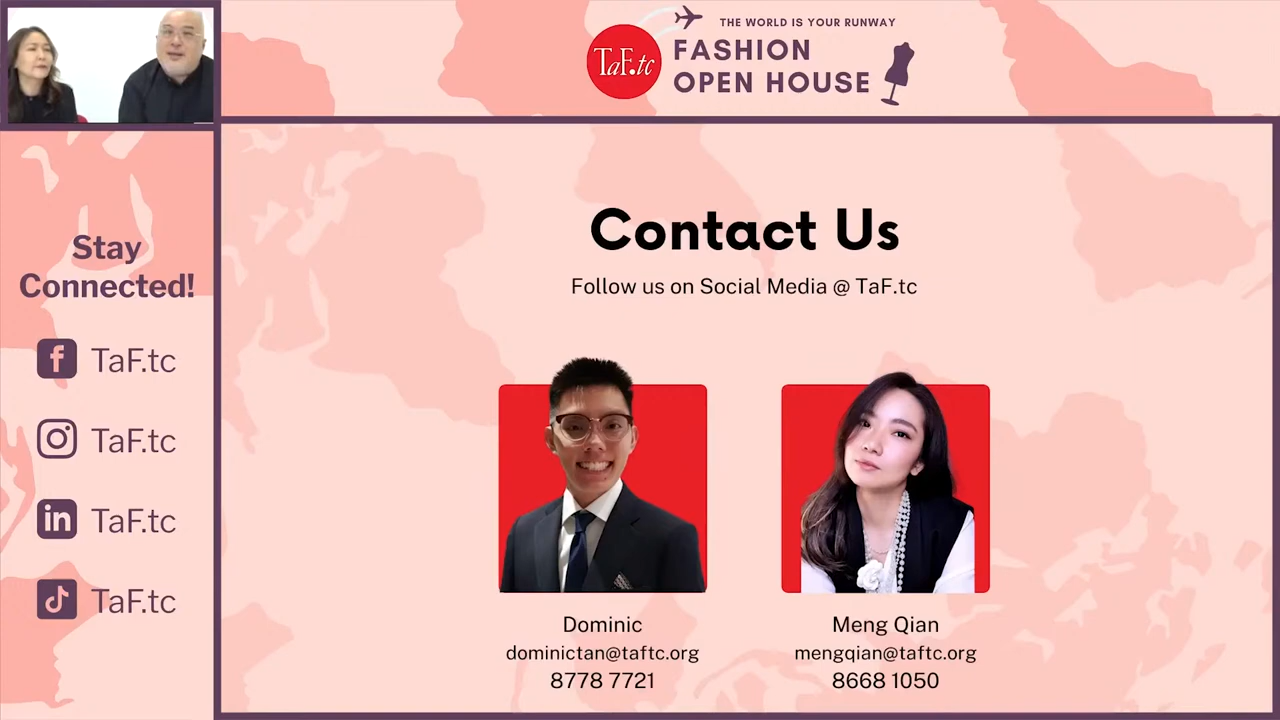 TaF.tc
THE WORLD IS YOUR RUNWAY
FASHION
OPEN HOUSE
Stay
Connected!
f TaF.tc
TaF.tc
in TaF.tc
TaF.tc
Contact Us
Follow us on Social Media @ TaF.tc
Dominic
dominictan@taftc.org
8778 7721
Meng Qian
mengqian@taftc.org
8668 1050